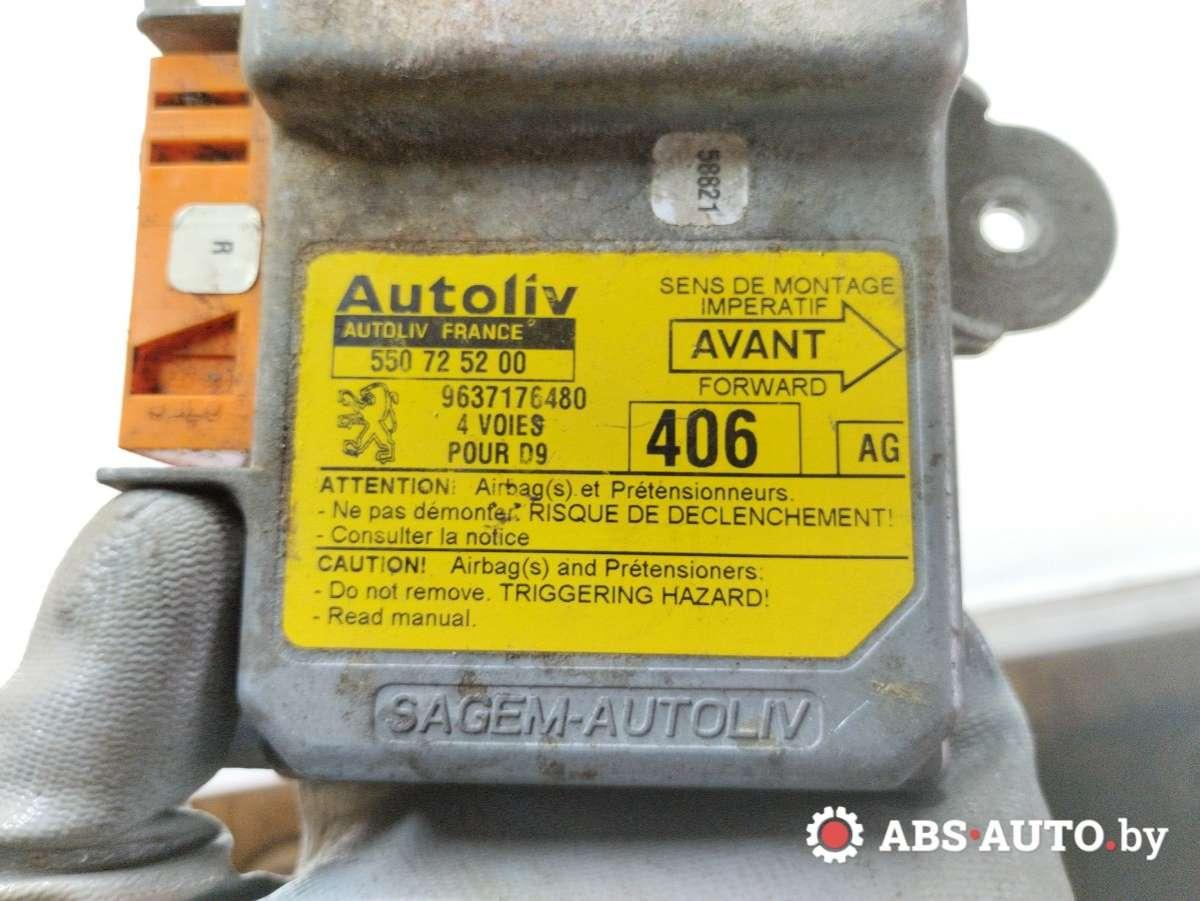 58821
R
Autoliv
AUTOLIV FRANCE
550 72 52 00
9637176480
4 VOIES
POUR D9
SENS DE MONTAGE
IMPERATIF
AVANT
FORWARD
406
AG
ATTENTION: Airbag(s) et Prétensionneurs.
- Ne pas démonter. RISQUE DE DECLENCHEMENT!
- Consulter la notice
CAUTION! Airbag(s) and Prétensioners:
- Do not remove. TRIGGERING HAZARD!
- Read manual.
SAGEM-AUTOLIV
ABS-AUTO.by